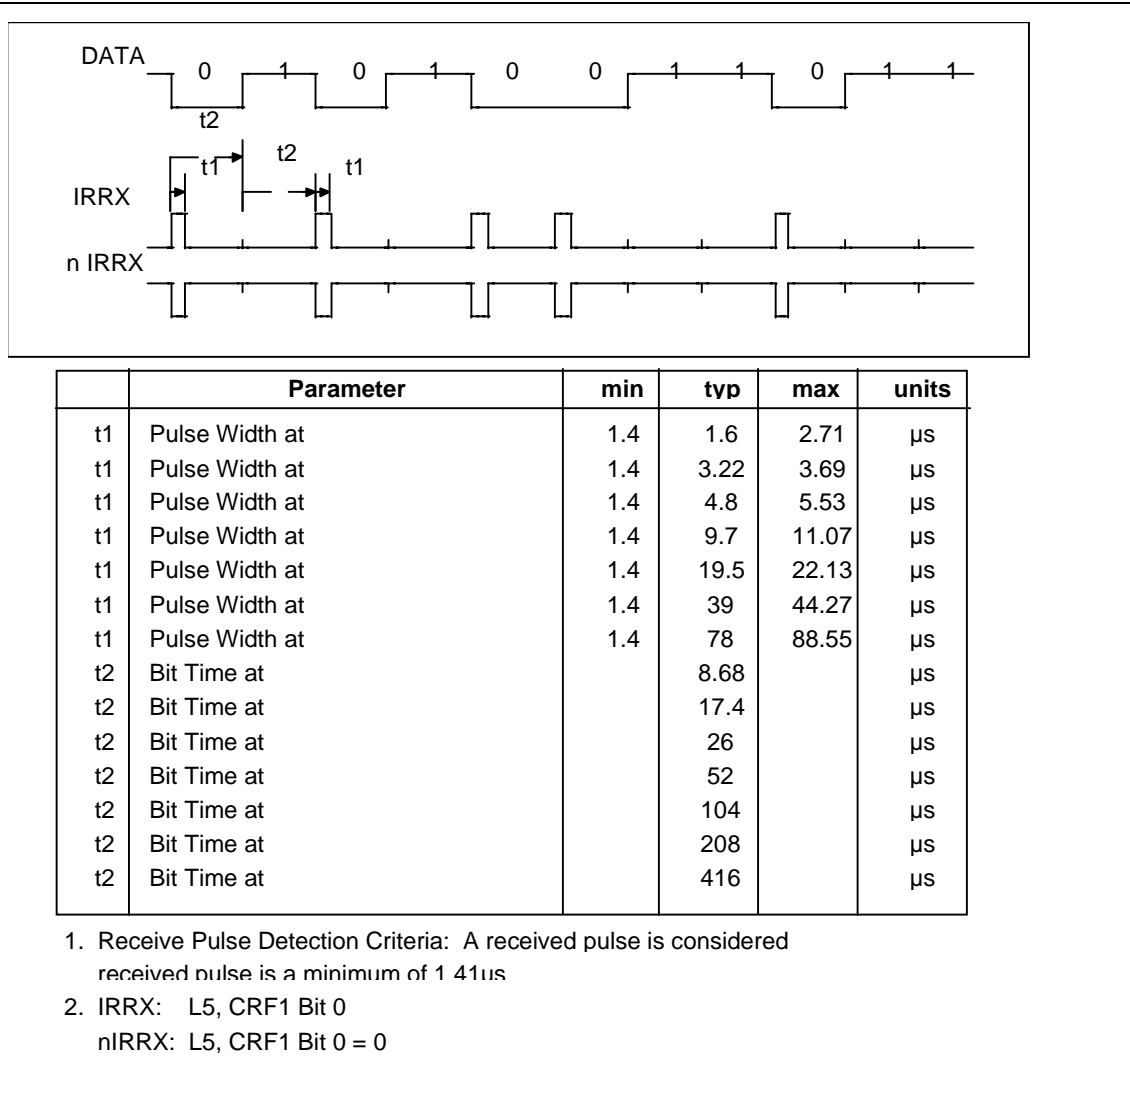 DATA
0 1 0 1 0 0 1 1 0 1 1
t2
t1 t2 t1
IRRX
n IRRX
Parameter min typ max units
t1 Pulse Width at 1.4 1.6 2.71 µs
t1 Pulse Width at 1.4 3.22 3.69 µs
t1 Pulse Width at 1.4 4.8 5.53 µs
t1 Pulse Width at 1.4 9.7 11.07 µs
t1 Pulse Width at 1.4 19.5 22.13 µs
t1 Pulse Width at 1.4 39 44.27 µs
t1 Pulse Width at 1.4 78 88.55 µs
t2 Bit Time at 8.68 µs
t2 Bit Time at 17.4 µs
t2 Bit Time at 26 µs
t2 Bit Time at 52 µs
t2 Bit Time at 104 µs
t2 Bit Time at 208 µs
t2 Bit Time at 416 µs
1. Receive Pulse Detection Criteria: A received pulse is considered
received pulse is a minimum of 1.41µs
2. IRRX: L5, CRF1 Bit 0
nIRRX: L5, CRF1 Bit 0 = 0